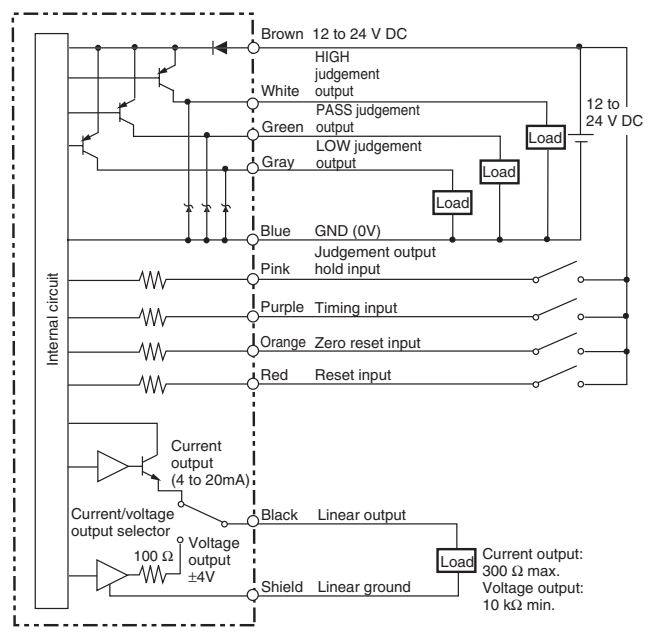 Brown 12 to 24 V DC
HIGH
judgement
White output
PASS judgement
Green output
LOW judgement
Gray output
Load
Load
Load
12 to
24 V DC
Blue GND (0V)
Judgement output
Pink hold input
Purple Timing input
Orange Zero reset input
Red Reset input
Internal circuit
Current
output
(4 to 20mA)
Current/voltage
output selector
Black Linear output
100 Ω
Voltage
output
±4V
Shield Linear ground
Load
Current output:
300 Ω max.
Voltage output:
10 kΩ min.